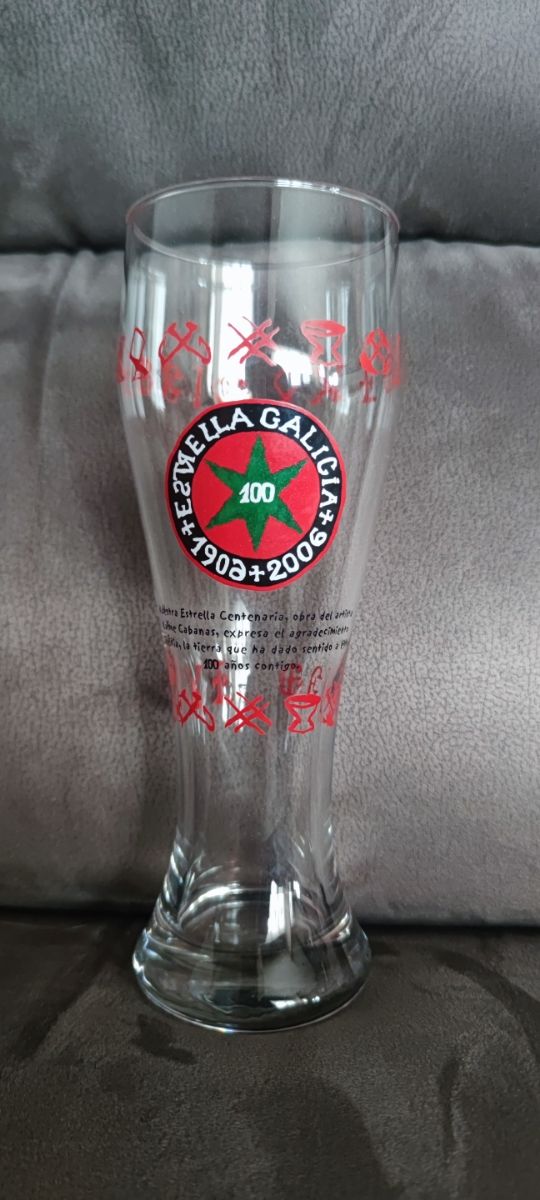 ESTRELLA GALICIA
100
1906+2006
Estrella Centenaria, obra del artista
Cabanas, expresa el agradecimiento
la tierra que ha dado sentido a
100 años contigo.